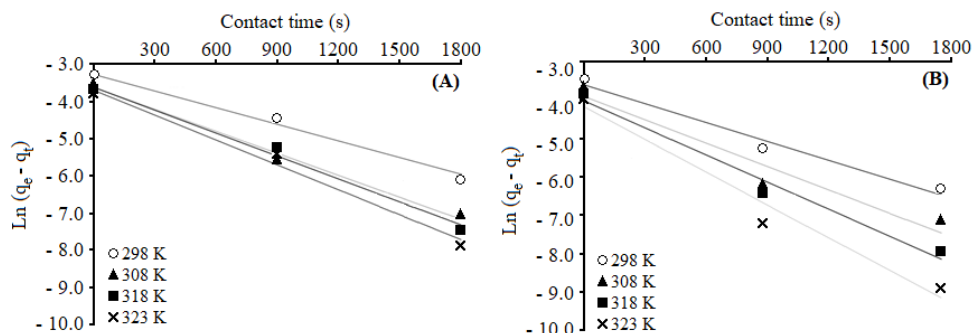 Contact time (s)
300 600 900 1200 1500 1800
- 3.0
- 4.0
- 5.0
- 6.0
- 7.0
- 8.0
- 9.0
- 10.0
Ln (qe - qt)
(A)
298 K
308 K
318 K
323 K
Contact time (s)
300 600 900 1200 1500 1800
- 3.0
- 4.0
- 5.0
- 6.0
- 7.0
- 8.0
- 9.0
- 10.0
Ln (qe - qt)
(B)
298 K
308 K
318 K
323 K